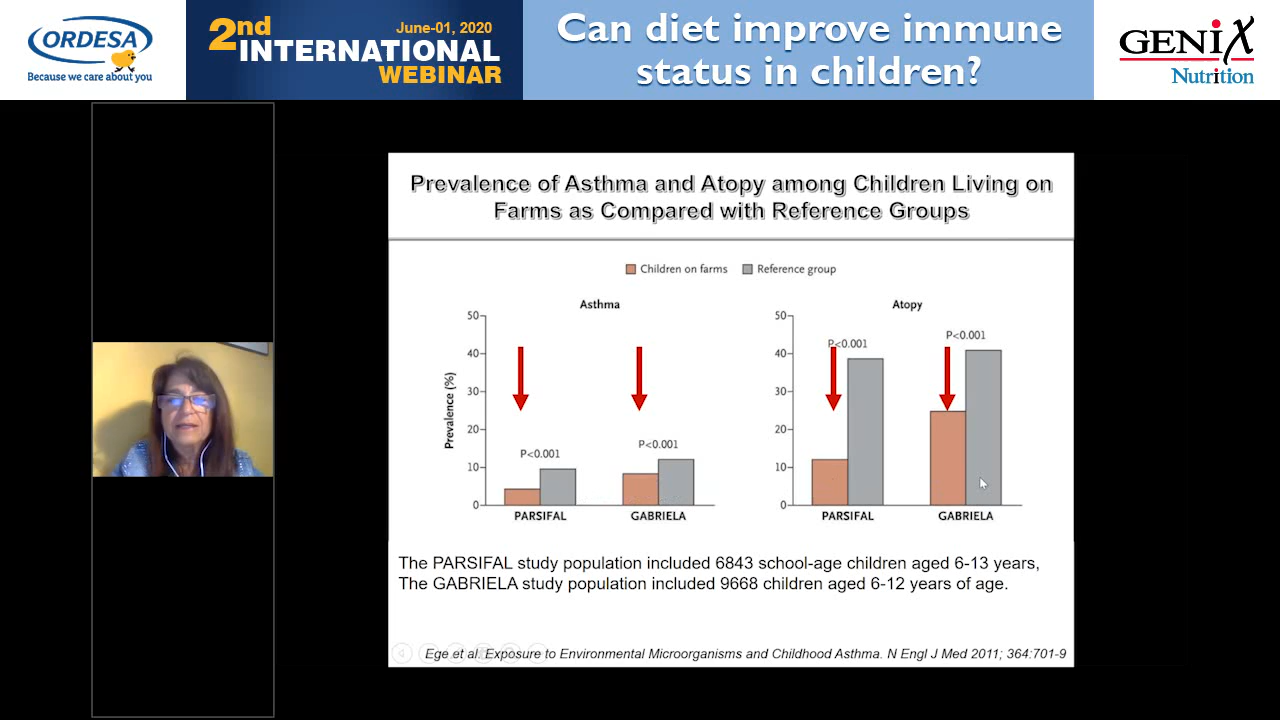 ORDESA
Because we care about you
2nd
June-01, 2020
INTERNATIONAL
WEBINAR
Can diet improve immune
status in children?
GENiX
Nutrition
Prevalence of Asthma and Atopy among Children Living on
Farms as Compared with Reference Groups
Children on farms
Reference group
Asthma
Prevalence (%)
50
40
30
20
10
0
P<0.001
P<0.001
PARSIFAL
GABRIELA
Atopy
50
40
30
20
10
0
P<0.001
P<0.001
PARSIFAL
GABRIELA
The PARSIFAL study population included 6843 school-age children aged 6-13 years,
The GABRIELA study population included 9668 children aged 6-12 years of age.
Ege et al. Exposure to Environmental Microorganisms and Childhood Asthma. N Engl J Med 2011; 364:701-9